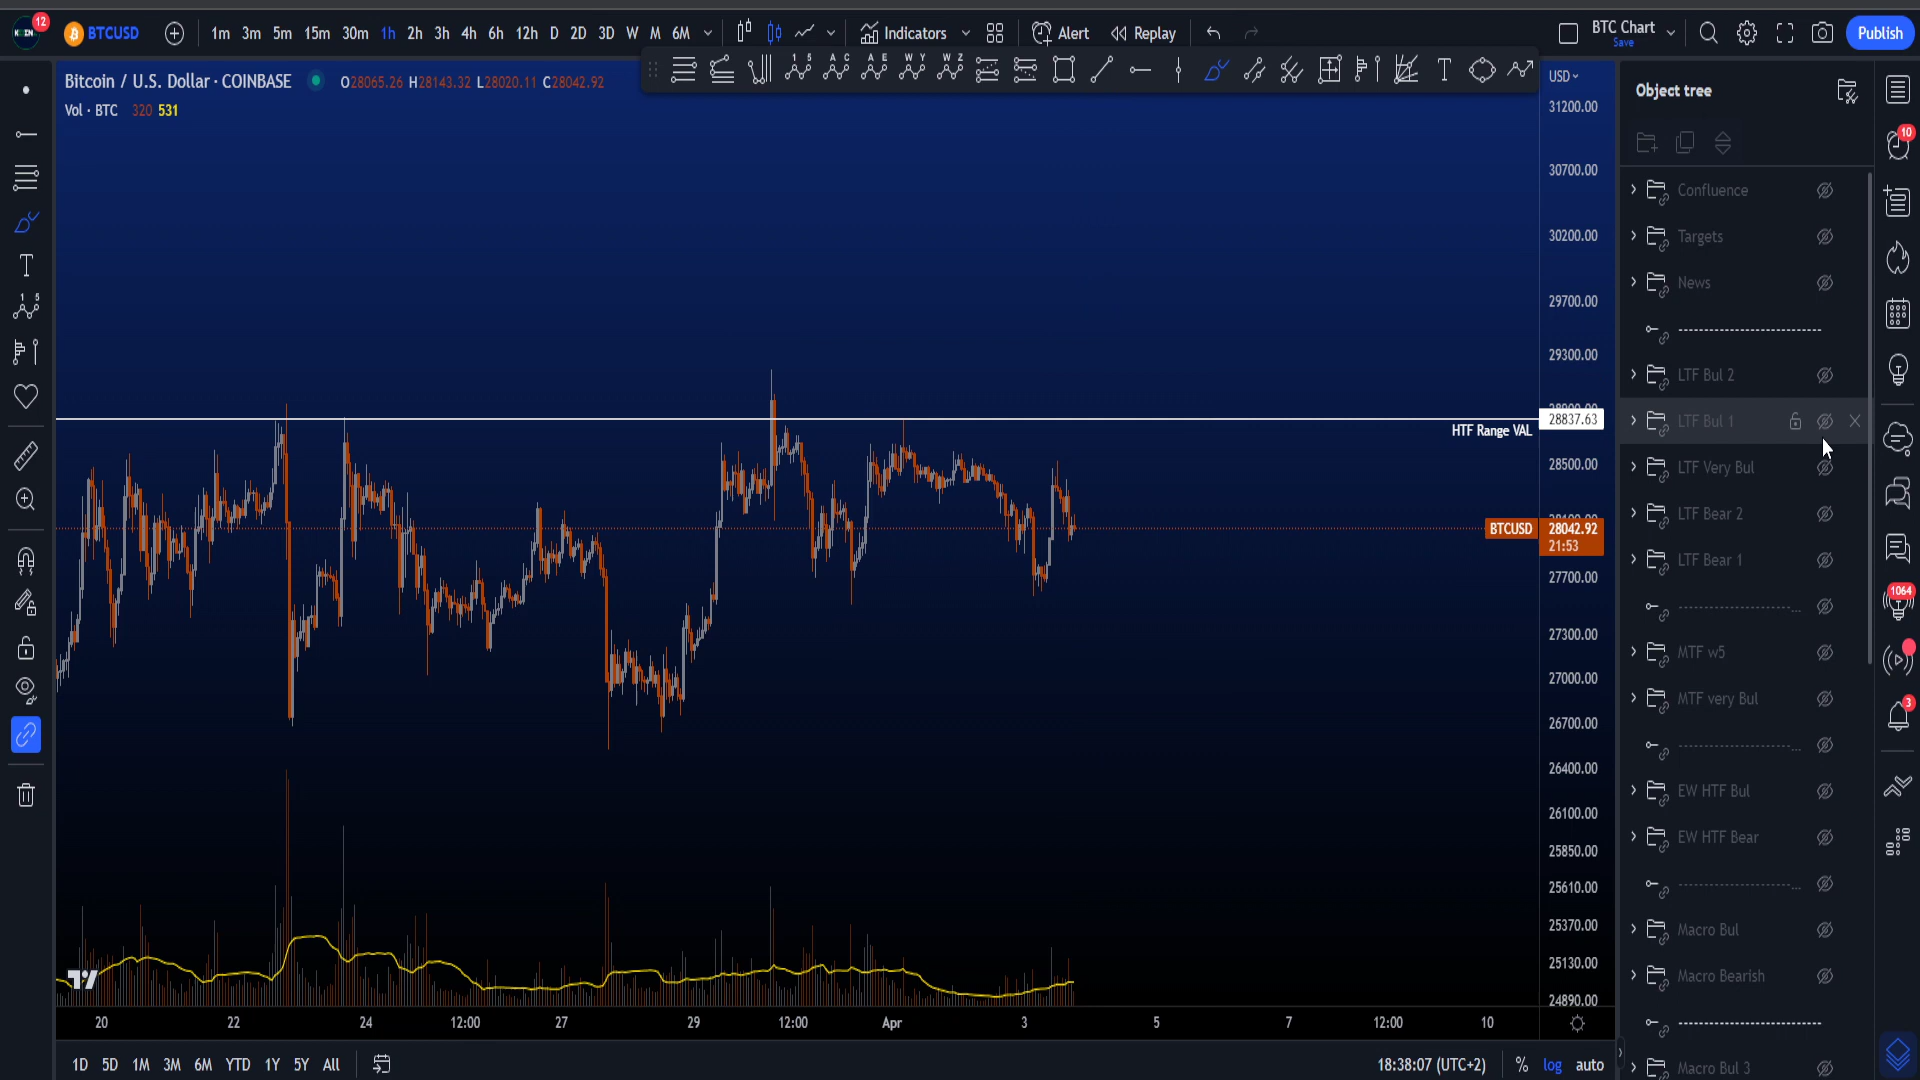 12
BTCUSD
1m 3m 5m 15m 30m 1h 2h 3h 4h 6h 12h D 2D 3D W M 6M
Indicators
Alert
Replay
BTC Chart
Save
Publish
Bitcoin / U.S. Dollar · COINBASE
O28065.26 H28143.32 L28020.11 C28042.92
Vol · BTC 320 531
USD
31200.00
30700.00
30200.00
29700.00
29300.00
28837.63
HTF Range VAL
28500.00
BTCUSD
28042.92
21:53
27700.00
27300.00
27000.00
26700.00
26400.00
26100.00
25850.00
25610.00
25370.00
25130.00
24890.00
20 22 24 12:00 27 29 12:00 Apr 3 5 7 12:00 10
1D 5D 1M 3M 6M YTD 1Y 5Y All
18:38:07 (UTC+2)
% log auto
Object tree
Confluence
Targets
News
-----------------------------
LTF Bul 2
LTF Bul 1
LTF Very Bul
LTF Bear 2
LTF Bear 1
-------------------------...
MTF w5
MTF very Bul
-------------------------...
EW HTF Bul
EW HTF Bear
-------------------------...
Macro Bul
Macro Bearish
-----------------------------
Macro Bul 3
10
1064
3